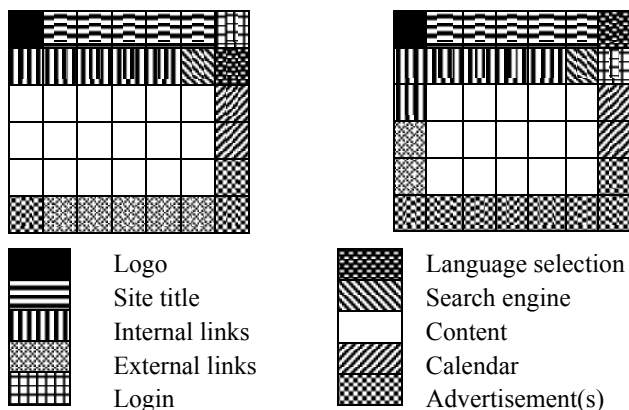 Logo
Site title
Internal links
External links
Login
Language selection
Search engine
Content
Calendar
Advertisement(s)